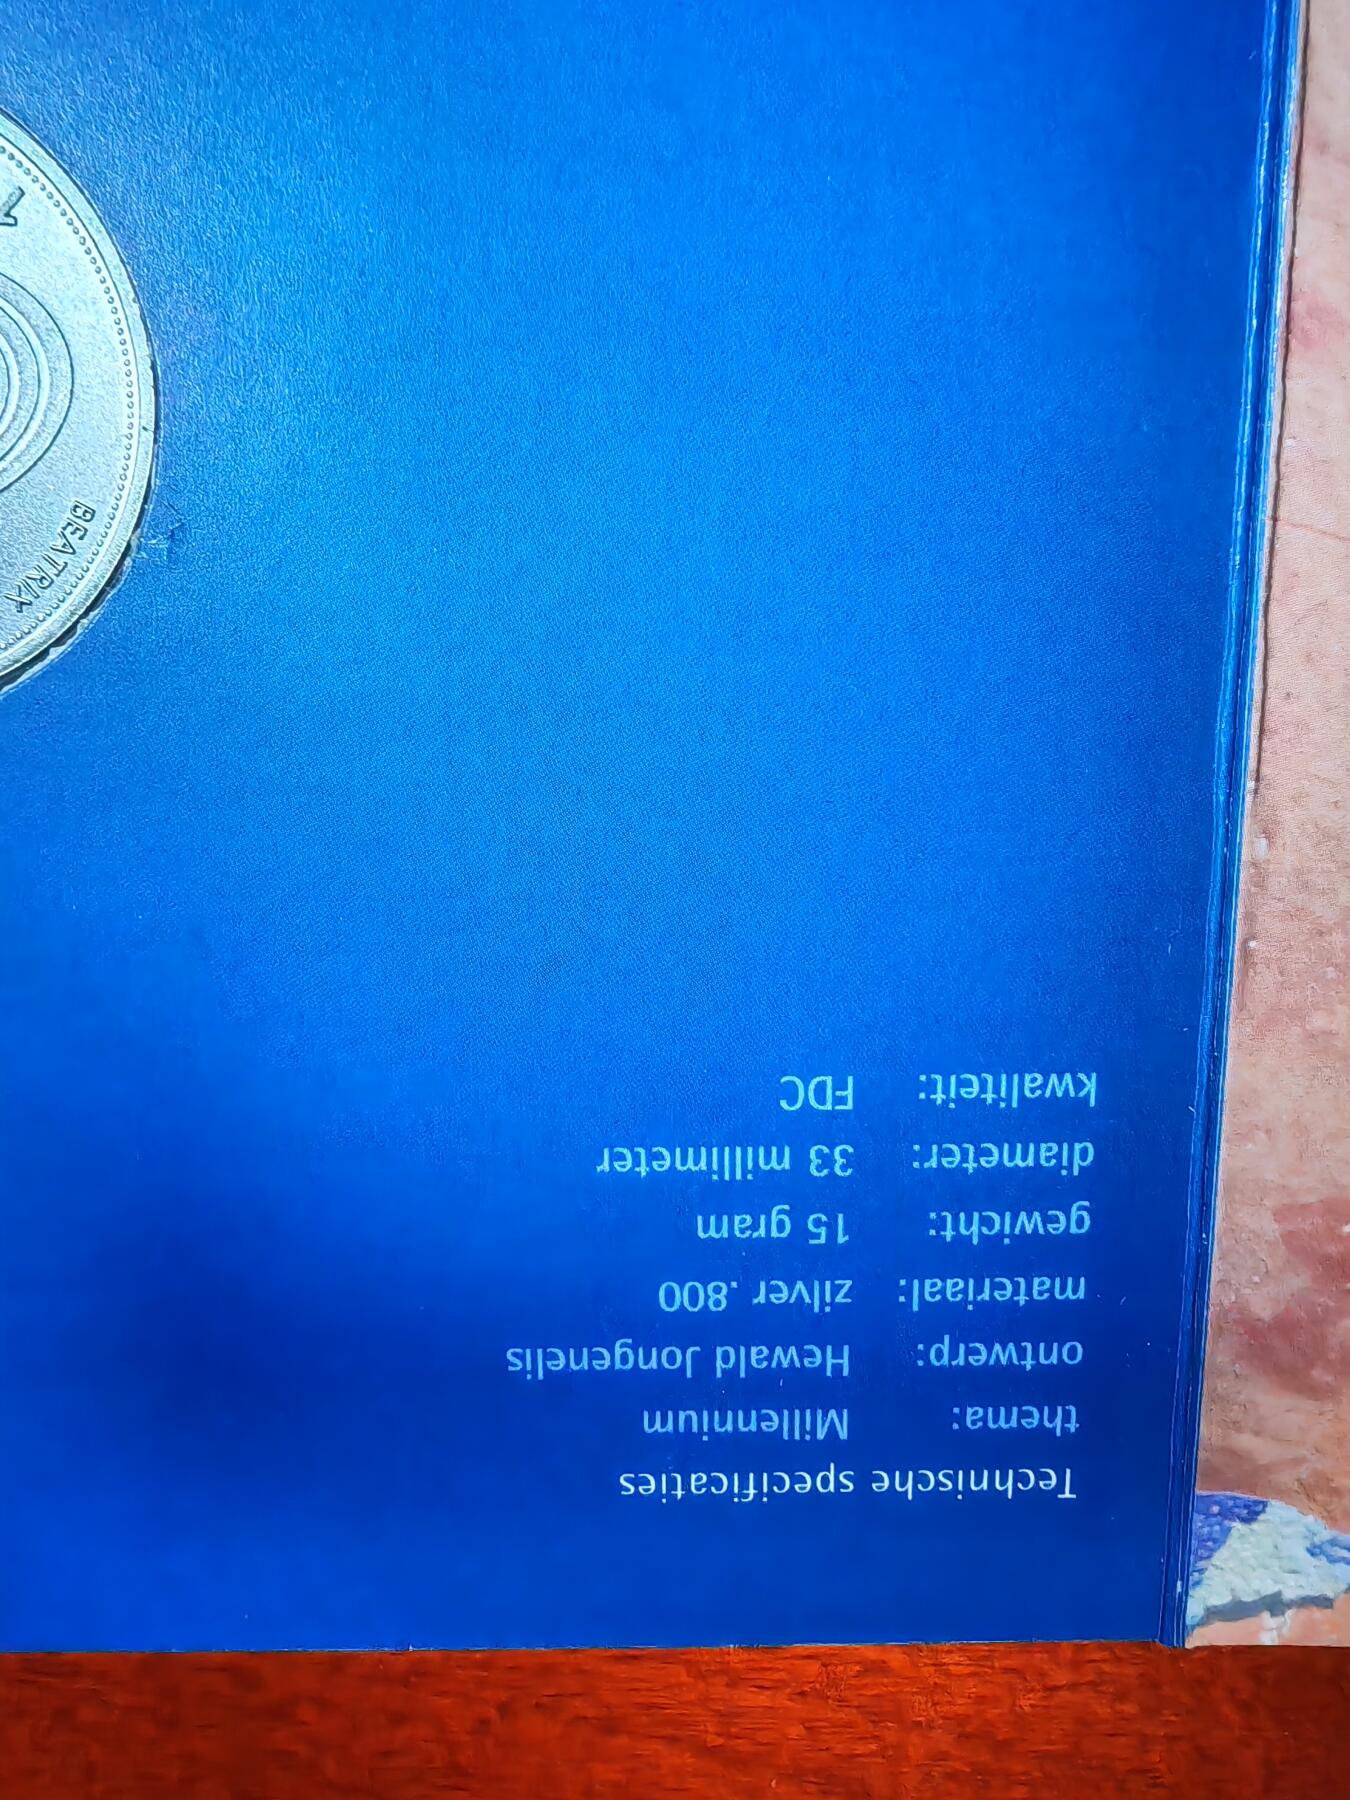 Technische specificaties
thema: Millennium
ontwerp: Hewald Jongenelis
materiaal: zilver .800
gewicht: 15 gram
diameter: 33 millimeter
kwaliteit: FDC
BEATRIX